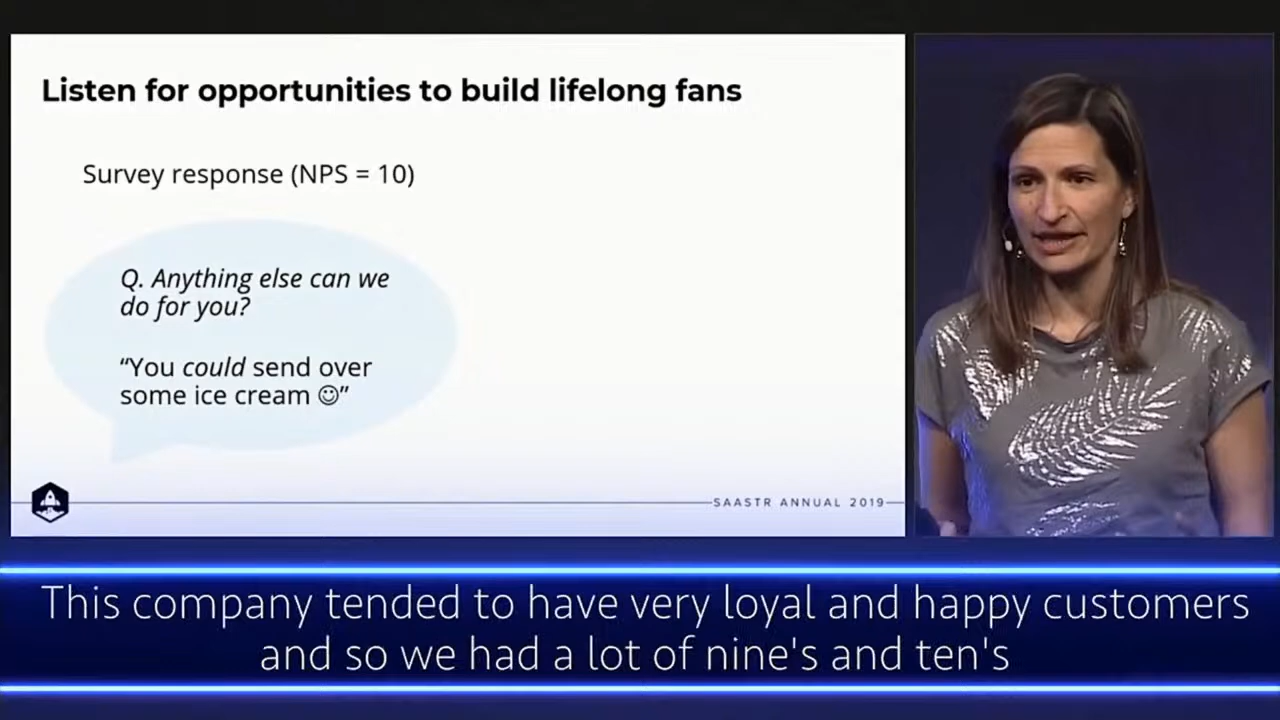 Listen for opportunities to build lifelong fans
Survey response (NPS = 10)
Q. Anything else can we
do for you?
“You could send over
some ice cream ☺”
SAASTR ANNUAL 2019
This company tended to have very loyal and happy customers
and so we had a lot of nine's and ten's